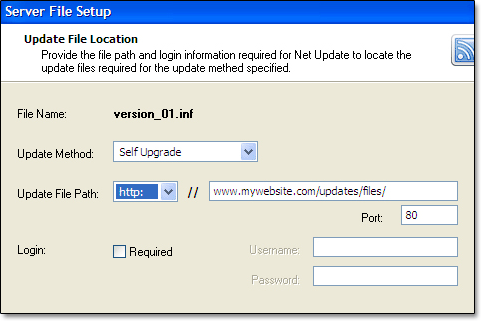 Server File Setup
Update File Location
Provide the file path and login information required for Net Update to locate the
update files required for the update method specified.
File Name: version_01.inf
Update Method: Self Upgrade
Update File Path: http: // www.mywebsite.com/updates/files/
Port: 80
Login: Required Username:
Password: